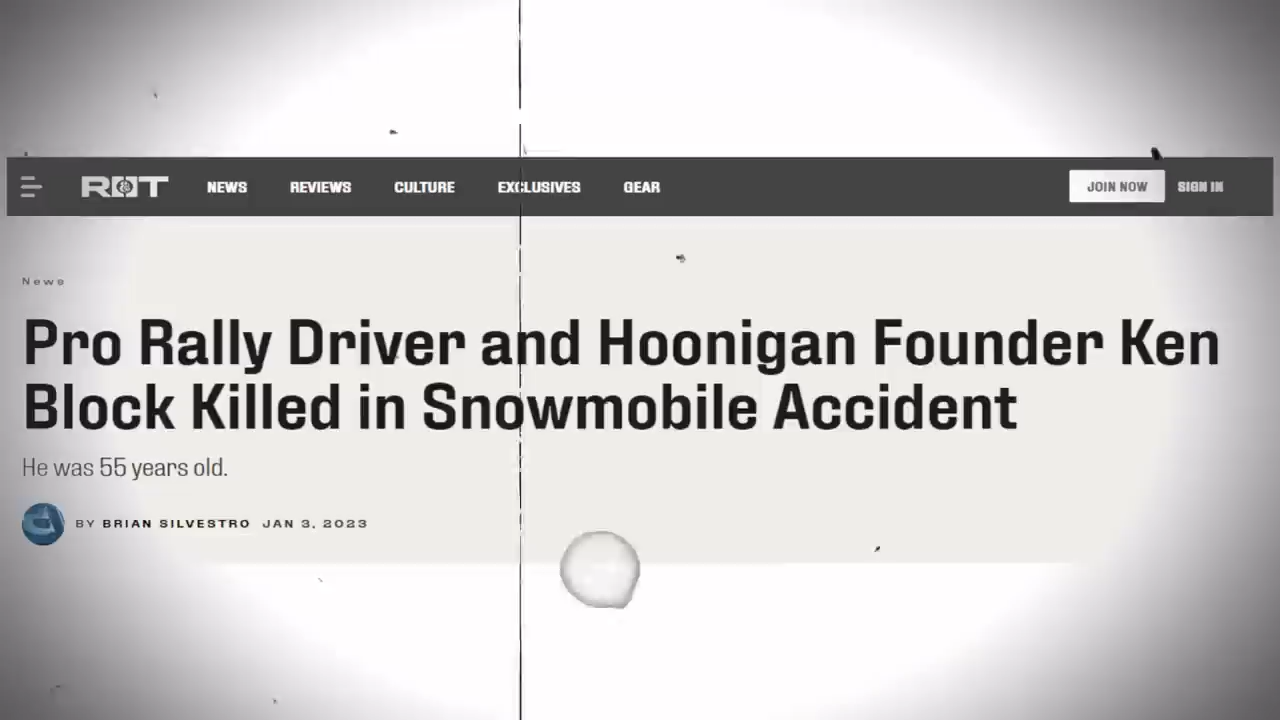 R&T NEWS REVIEWS CULTURE EXCLUSIVES GEAR JOIN NOW SIGN IN
News
Pro Rally Driver and Hoonigan Founder Ken
Block Killed in Snowmobile Accident
He was 55 years old.
BY BRIAN SILVESTRO JAN 3, 2023